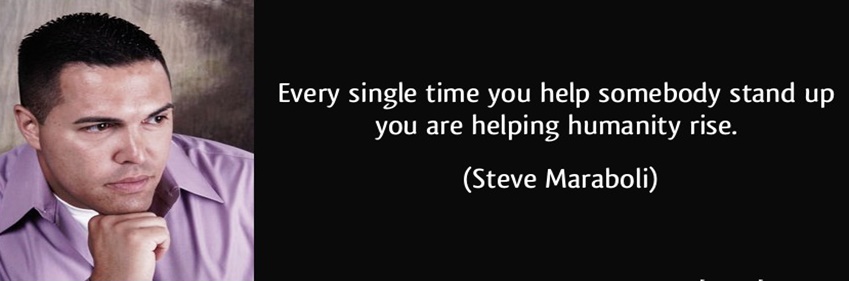 Every single time you help somebody stand up
you are helping humanity rise.
(Steve Maraboli)